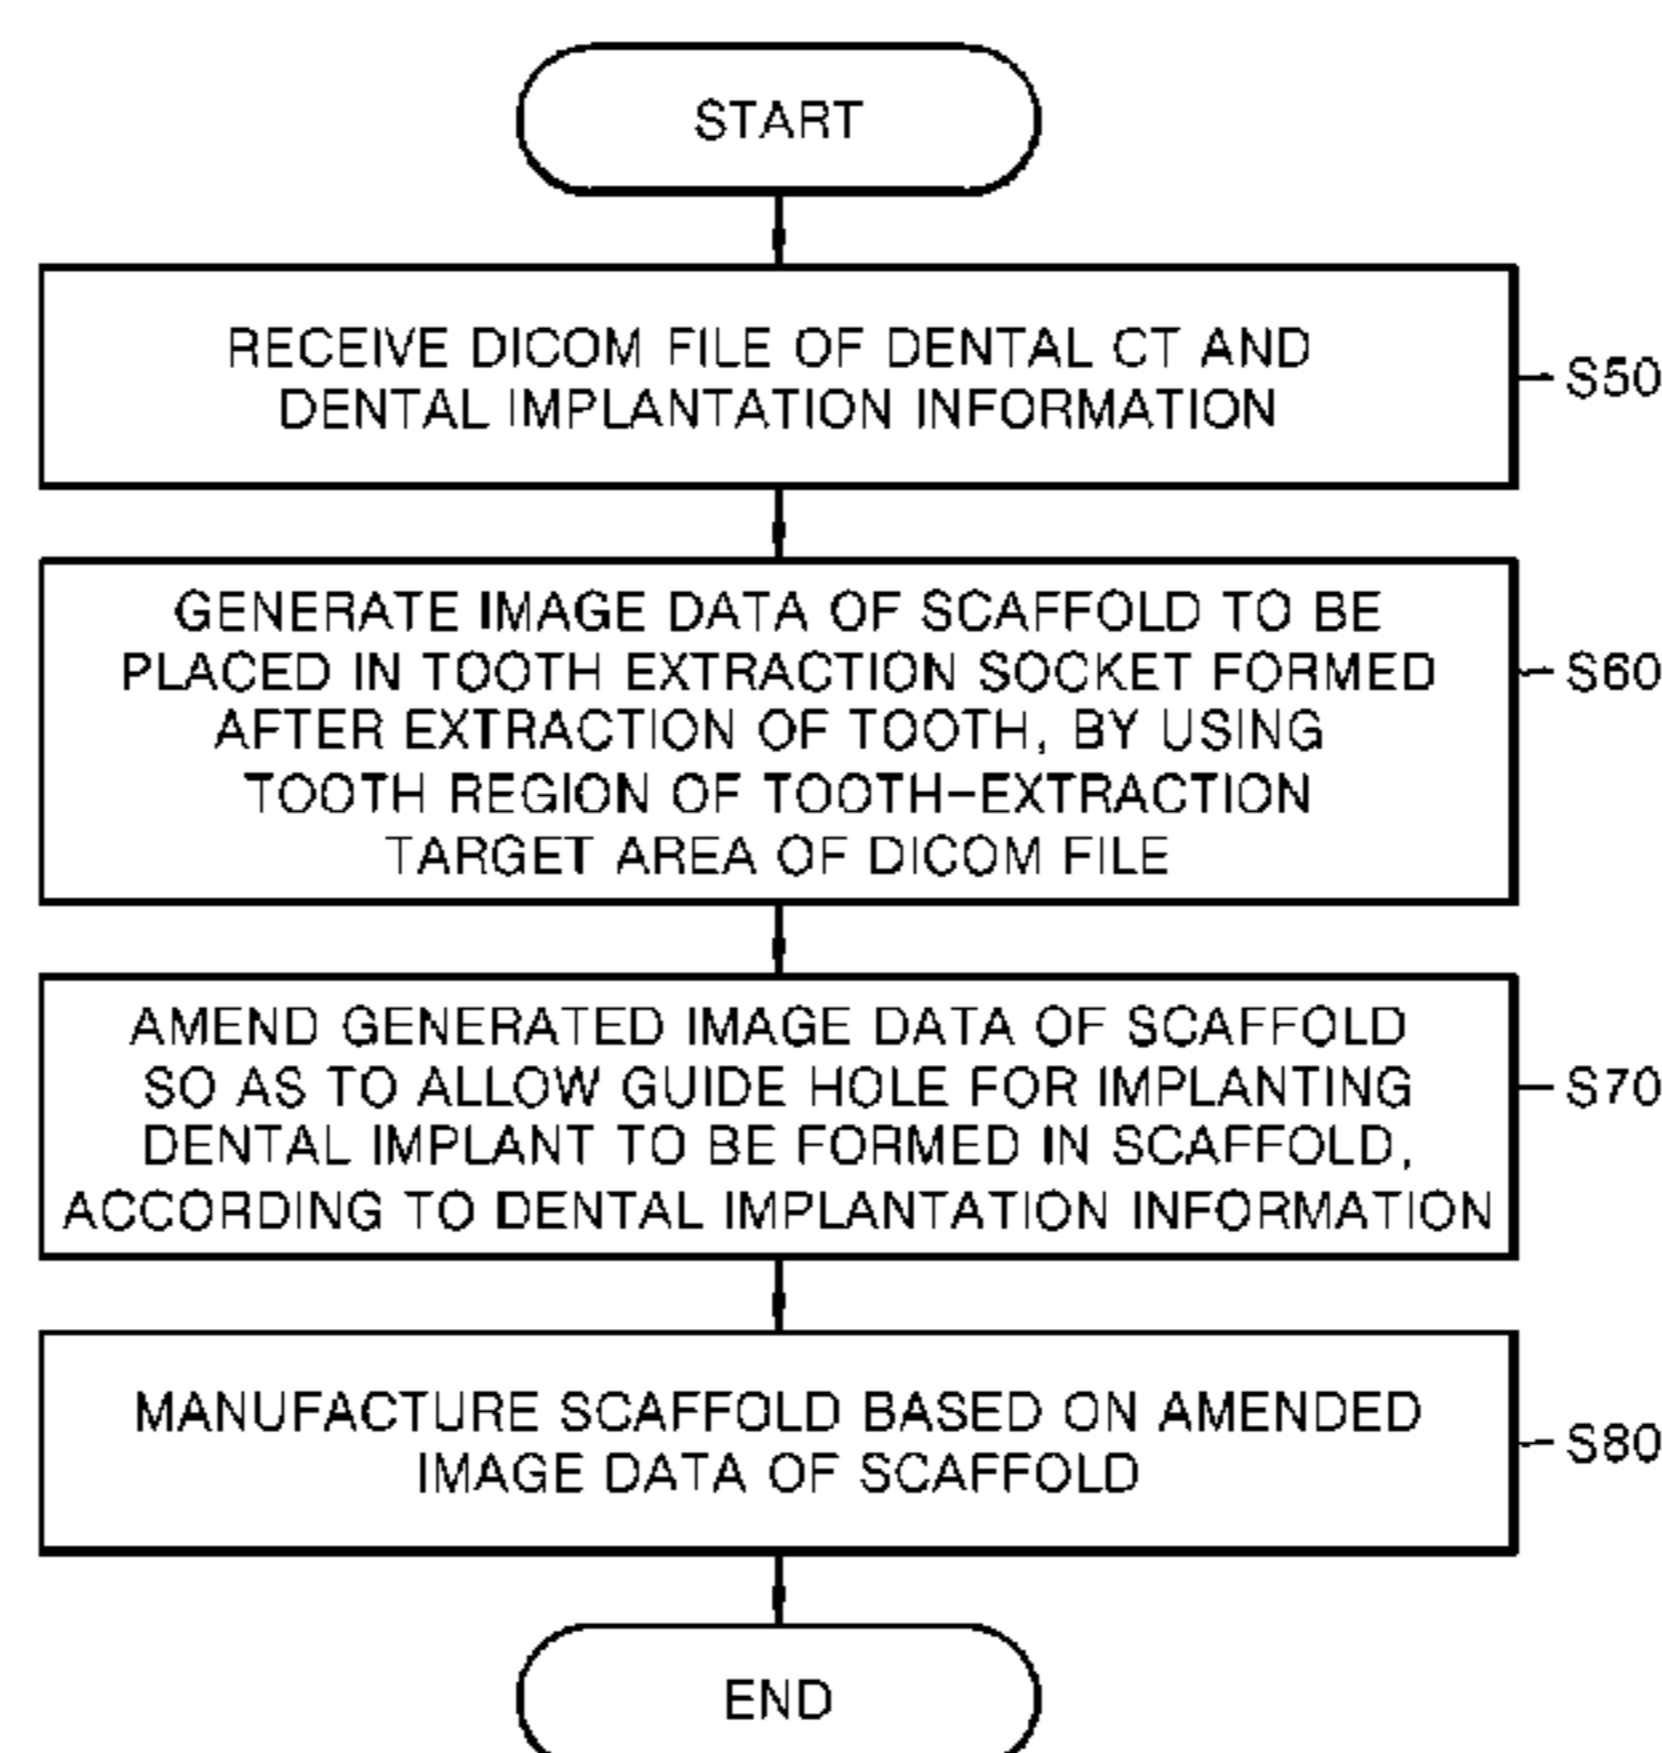 START
RECEIVE DICOM FILE OF DENTAL CT AND
DENTAL IMPLANTATION INFORMATION
S50
GENERATE IMAGE DATA OF SCAFFOLD TO BE
PLACED IN TOOTH EXTRACTION SOCKET FORMED
AFTER EXTRACTION OF TOOTH, BY USING
TOOTH REGION OF TOOTH-EXTRACTION
TARGET AREA OF DICOM FILE
S60
AMEND GENERATED IMAGE DATA OF SCAFFOLD
SO AS TO ALLOW GUIDE HOLE FOR IMPLANTING
DENTAL IMPLANT TO BE FORMED IN SCAFFOLD,
ACCORDING TO DENTAL IMPLANTATION INFORMATION
S70
MANUFACTURE SCAFFOLD BASED ON AMENDED
IMAGE DATA OF SCAFFOLD
S80
END